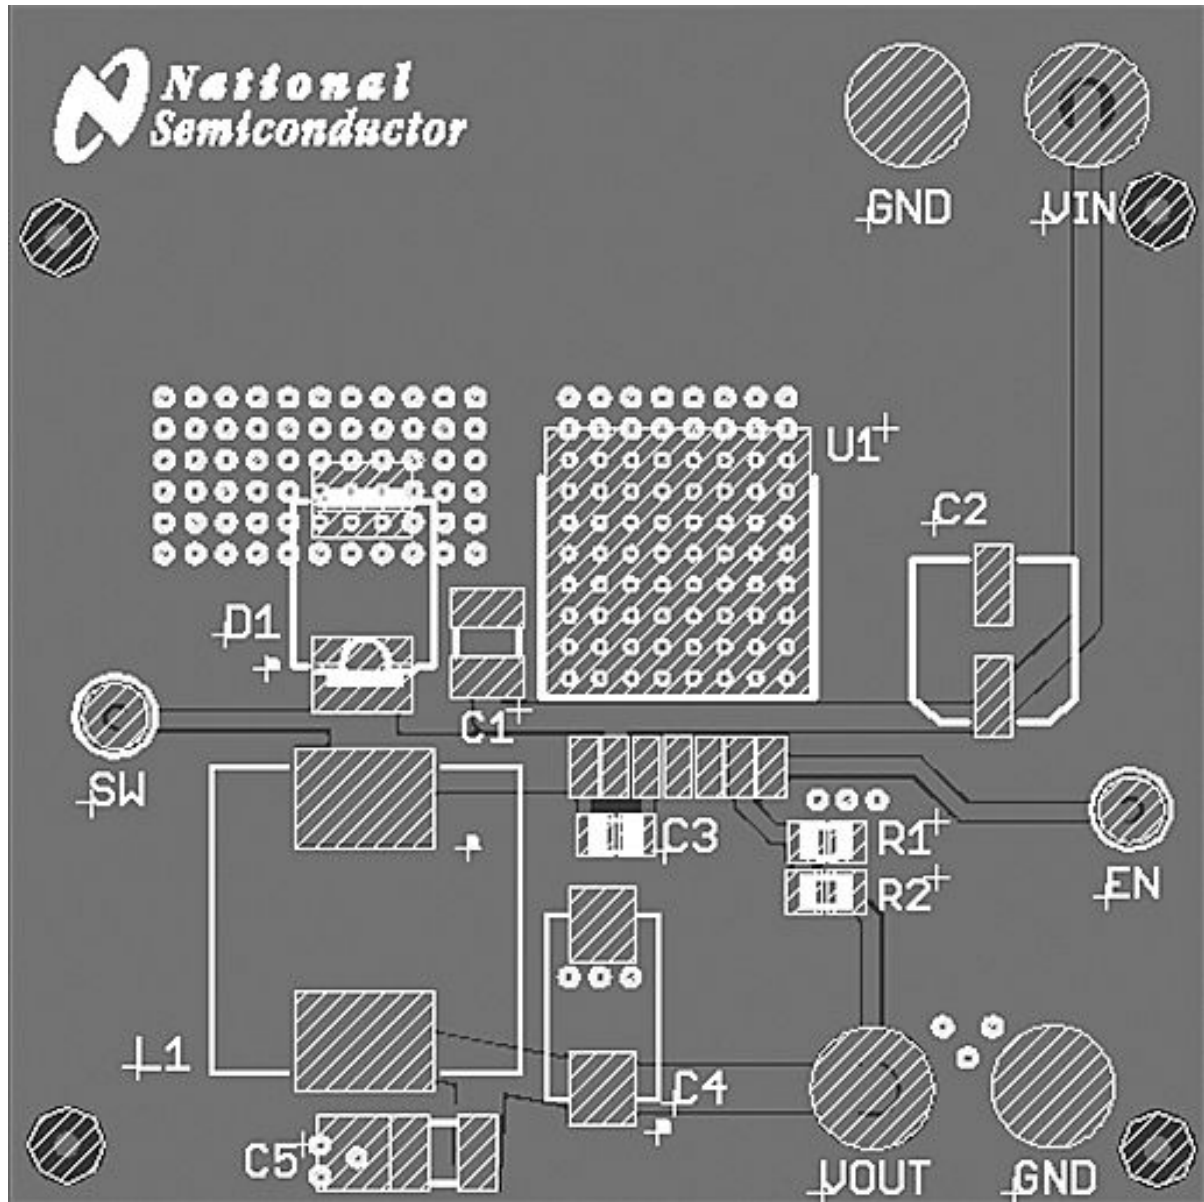 National
Semiconductor
GND
VIN
U1
C2
D1
C1
SW
C3
R1
R2
EN
L1
C4
C5
VOUT
GND